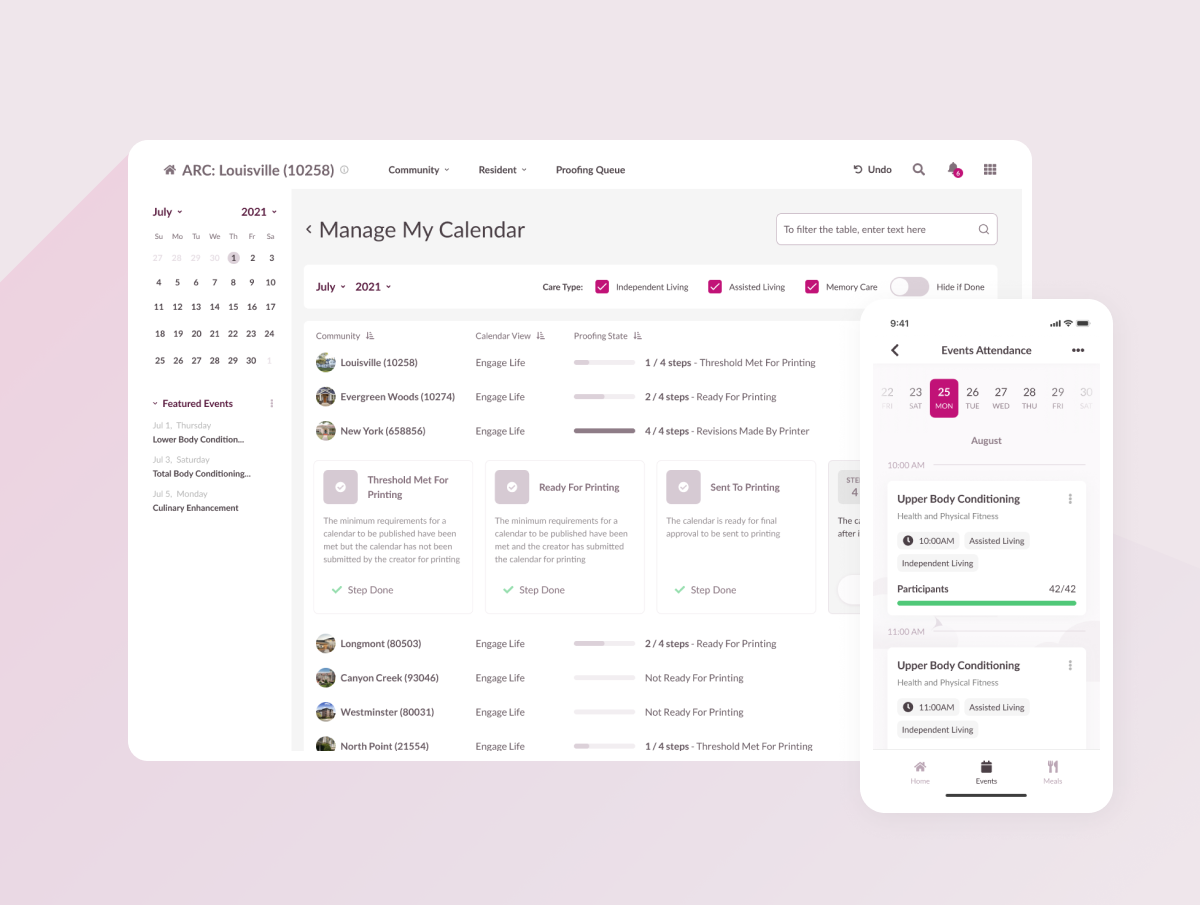 ARC: Louisville (10258)
Community
Resident
Proofing Queue
Undo
6
July
2021
Su Mo Tu We Th Fr Sa
27 28 29 30 1 2 3
4 5 6 7 8 9 10
11 12 13 14 15 16 17
18 19 20 21 22 23 24
25 26 27 28 29 30 1
Featured Events
Jul 1, Thursday
Lower Body Condition...
Jul 3, Saturday
Total Body Conditioning...
Jul 5, Monday
Culinary Enhancement
Manage My Calendar
To filter the table, enter text here
July 2021
Care Type:
Independent Living
Assisted Living
Memory Care
Hide if Done
Community
Calendar View
Proofing State
Louisville (10258) Engage Life 1 / 4 steps - Threshold Met For Printing
Evergreen Woods (10274) Engage Life 2 / 4 steps - Ready For Printing
New York (658856) Engage Life 4 / 4 steps - Revisions Made By Printer
Threshold Met For
Printing
The minimum requirements for a
calendar to be published have been
met but the calendar has not been
submitted by the creator for printing
Step Done
Ready For Printing
The minimum requirements for a
calendar to be published have been
met and the creator has submitted
the calendar for printing
Step Done
Sent To Printing
The calendar is ready for final
approval to be sent to printing
Step Done
4
Longmont (80503) Engage Life 2 / 4 steps - Ready For Printing
Canyon Creek (93046) Engage Life Not Ready For Printing
Westminster (80031) Engage Life Not Ready For Printing
North Point (21554) Engage Life 1 / 4 steps - Threshold Met For Printing
9:41
Events Attendance
22 23 25 26 27 28 29 30
FRI SAT MON TUE WED THU FRI SAT
August
10:00 AM
Upper Body Conditioning
Health and Physical Fitness
10:00AM
Assisted Living
Independent Living
Participants 42/42
11:00 AM
Upper Body Conditioning
Health and Physical Fitness
11:00AM
Assisted Living
Independent Living
Home
Events
Meals